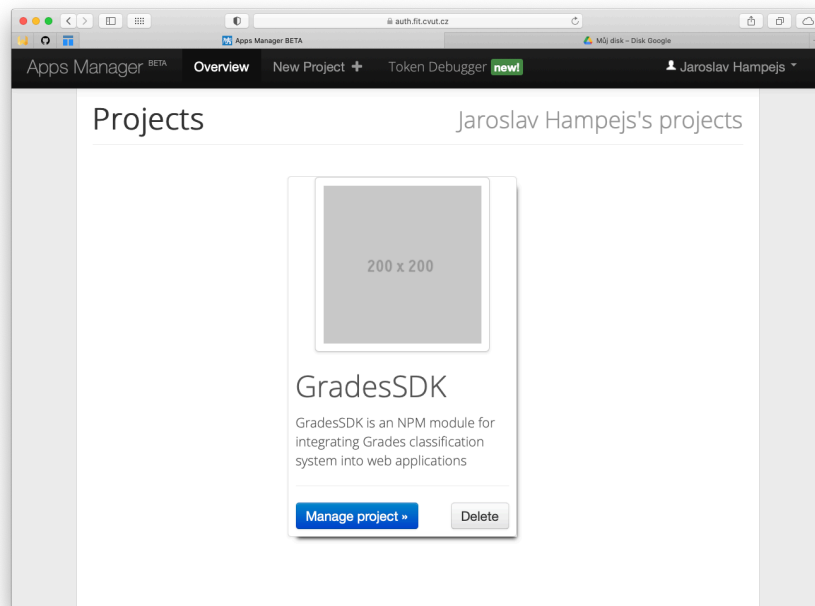 auth.fit.cvut.cz
Apps Manager BETA
Můj disk – Disk Google
Apps Manager BETA Overview New Project + Token Debugger new! Jaroslav Hampejs
Projects Jaroslav Hampejs's projects
200 x 200
GradesSDK
GradesSDK is an NPM module for
integrating Grades classification
system into web applications
Manage project » Delete